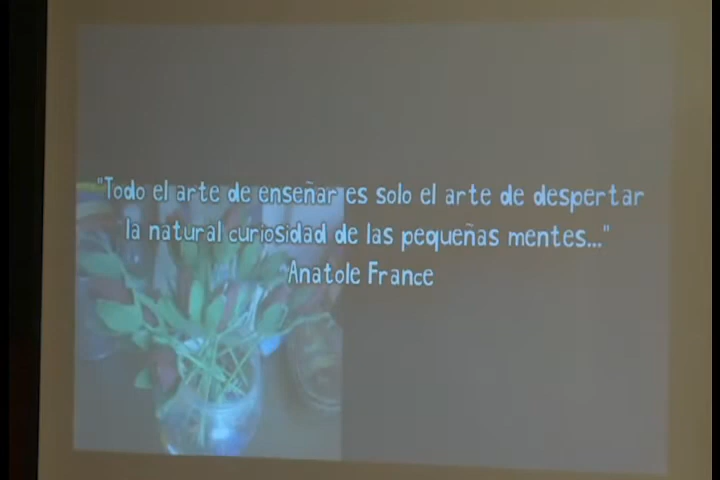 "Todo el arte de enseñar es solo el arte de despertar
la natural curiosidad de las pequeñas mentes..."
Anatole France